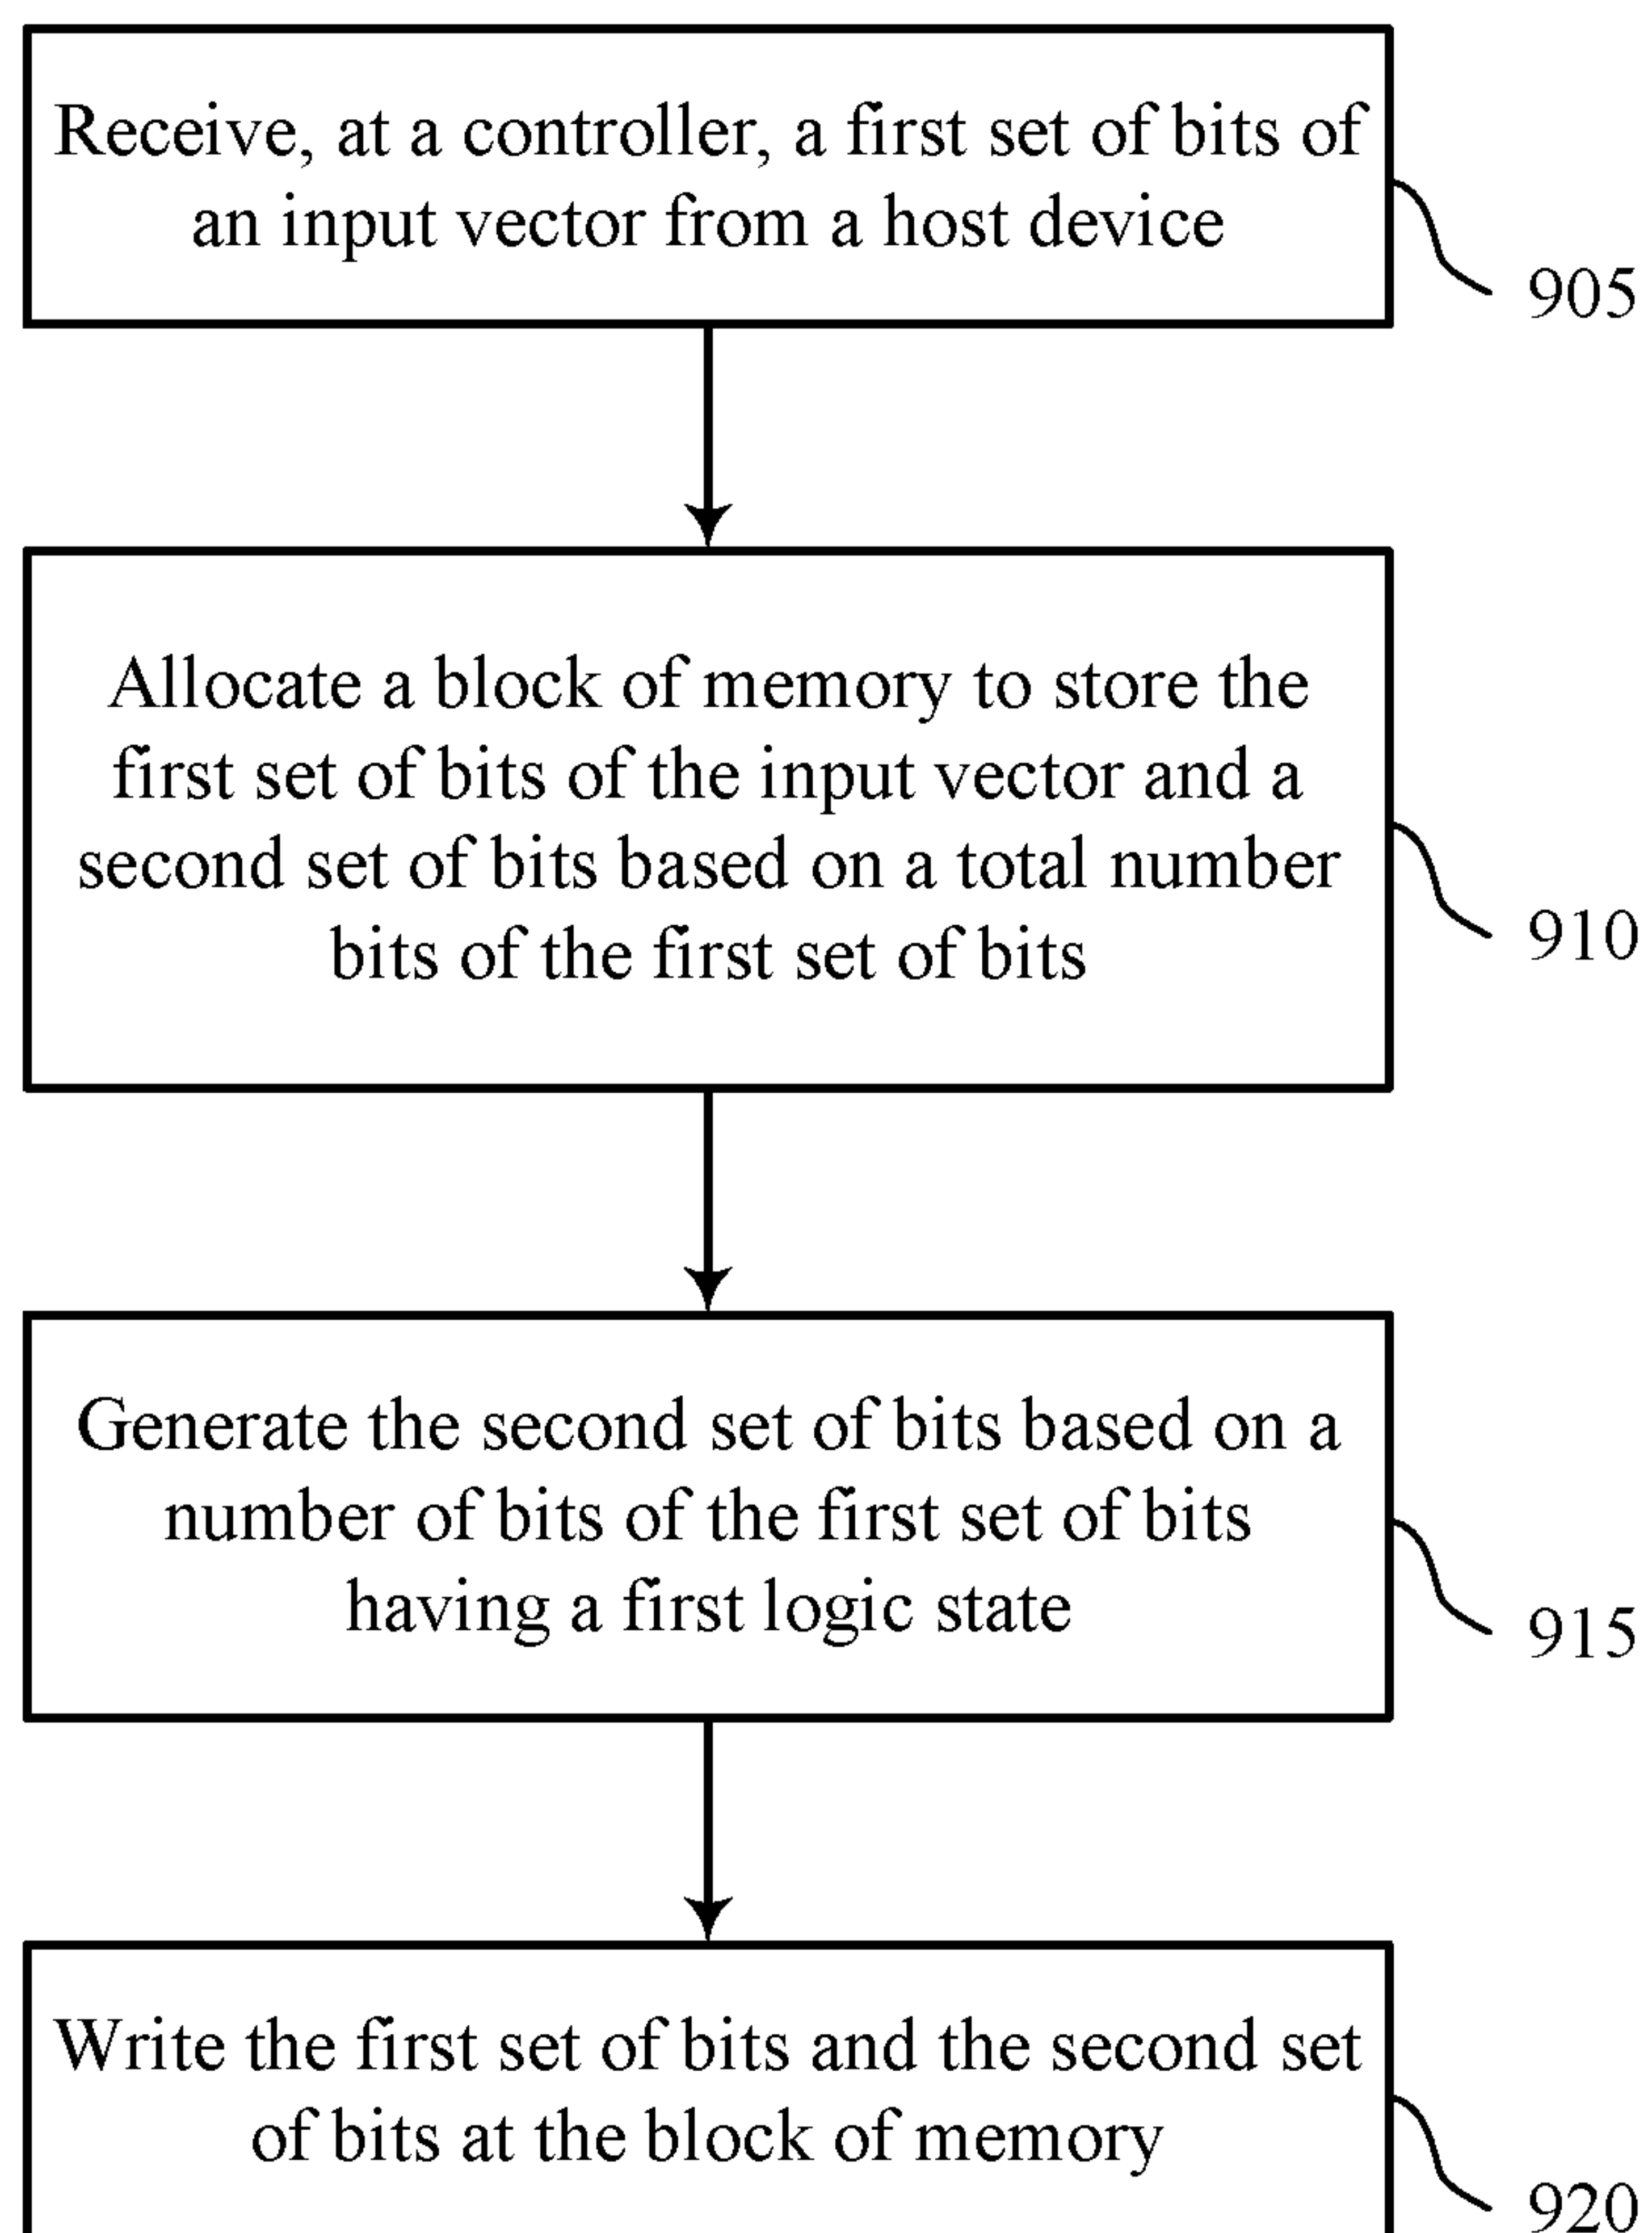 Receive, at a controller, a first set of bits of
an input vector from a host device
905
Allocate a block of memory to store the
first set of bits of the input vector and a
second set of bits based on a total number
bits of the first set of bits
910
Generate the second set of bits based on a
number of bits of the first set of bits
having a first logic state
915
Write the first set of bits and the second set
of bits at the block of memory
920